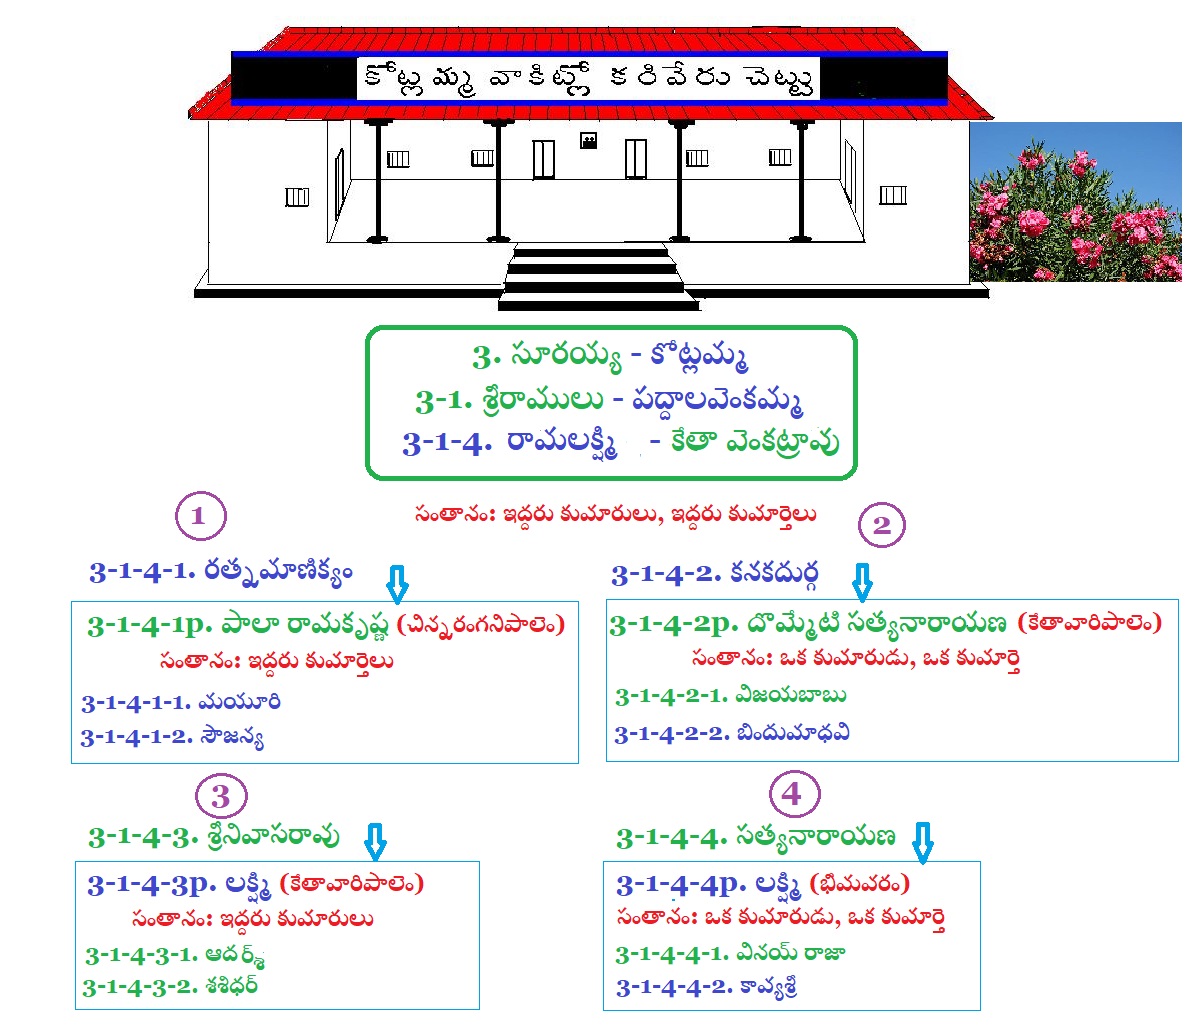 కోట్లమ్మ వాకిట్లో కరివేరు చెట్టు
3. సూరయ్య - కోట్లమ్మ
3-1. శ్రీరాములు - పద్దాలవెంకమ్మ
3-1-4. రామలక్ష్మి - కేతా వెంకట్రావు
సంతానం: ఇద్దరు కుమారులు, ఇద్దరు కుమార్తెలు
1
3-1-4-1. రత్నమాణిక్యం
3-1-4-1p. పాలా రామకృష్ణ (చిన్నరంగనిపాలెం)
సంతానం: ఇద్దరు కుమార్తెలు
3-1-4-1-1. మయూరి
3-1-4-1-2. సౌజన్య
2
3-1-4-2. కనకదుర్గ
3-1-4-2p. దొమ్మేటి సత్యనారాయణ (కేతావారిపాలెం)
సంతానం: ఒక కుమారుడు, ఒక కుమార్తె
3-1-4-2-1. విజయబాబు
3-1-4-2-2. బిందుమాధవి
3
3-1-4-3. శ్రీనివాసరావు
3-1-4-3p. లక్ష్మి (కేతావారిపాలెం)
సంతానం: ఇద్దరు కుమారులు
3-1-4-3-1. ఆదర్శ్
3-1-4-3-2. శశిధర్
4
3-1-4-4. సత్యనారాయణ
3-1-4-4p. లక్ష్మి (భీమవరం)
సంతానం: ఒక కుమారుడు, ఒక కుమార్తె
3-1-4-4-1. వినయ్ రాజా
3-1-4-4-2. కావ్యశ్రీ